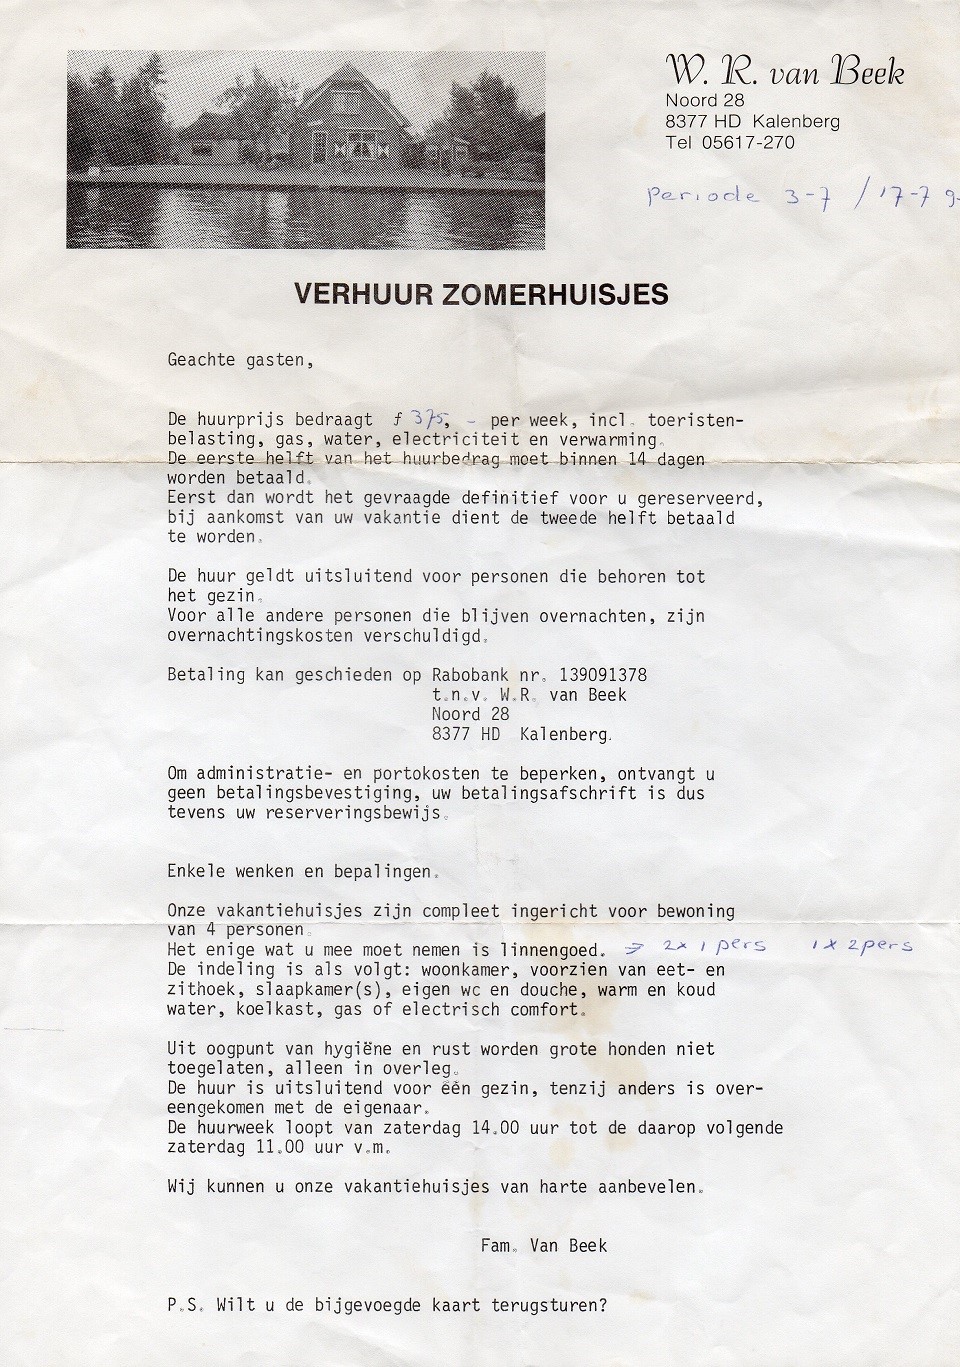 W. R. van Beek
Noord 28
8377 HD Kalenberg
Tel 05617-270
periode 3-7 / 17-7 9
VERHUUR ZOMERHUISJES
Geachte gasten,
De huurprijs bedraagt f 375,- per week, incl. toeristen-
belasting, gas, water, electriciteit en verwarming.
De eerste helft van het huurbedrag moet binnen 14 dagen
worden betaald.
Eerst dan wordt het gevraagde definitief voor u gereserveerd,
bij aankomst van uw vakantie dient de tweede helft betaald
te worden.
De huur geldt uitsluitend voor personen die behoren tot
het gezin.
Voor alle andere personen die blijven overnachten, zijn
overnachtingskosten verschuldigd.
Betaling kan geschieden op Rabobank nr. 139091378
t.n.v. W.R. van Beek
Noord 28
8377 HD Kalenberg.
Om administratie- en portokosten te beperken, ontvangt u
geen betalingsbevestiging, uw betalingsafschrift is dus
tevens uw reserveringsbewijs.
Enkele wenken en bepalingen.
Onze vakantiehuisjes zijn compleet ingericht voor bewoning
van 4 personen.
Het enige wat u mee moet nemen is linnengoed. → 2x 1 pers 1x 2pers
De indeling is als volgt: woonkamer, voorzien van eet- en
zithoek, slaapkamer(s), eigen wc en douche, warm en koud
water, koelkast, gas of electrisch comfort.
Uit oogpunt van hygiëne en rust worden grote honden niet
toegelaten, alleen in overleg.
De huur is uitsluitend voor één gezin, tenzij anders is over-
eengekomen met de eigenaar.
De huurweek loopt van zaterdag 14.00 uur tot de daarop volgende
zaterdag 11.00 uur v.m.
Wij kunnen u onze vakantiehuisjes van harte aanbevelen.
Fam. Van Beek
P.S. Wilt u de bijgevoegde kaart terugsturen?